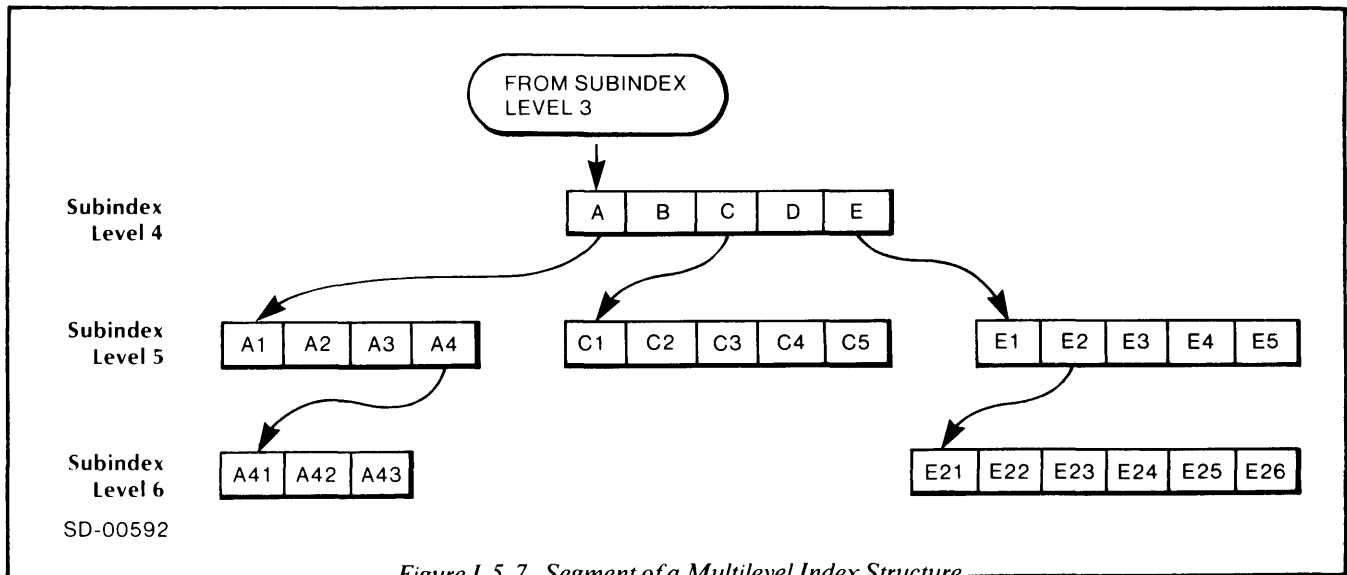 FROM SUBINDEX
LEVEL 3
Subindex
Level 4
A B C D E
Subindex
Level 5
A1 A2 A3 A4 C1 C2 C3 C4 C5 E1 E2 E3 E4 E5
Subindex
Level 6
A41 A42 A43 E21 E22 E23 E24 E25 E26
SD-00592
Figure I-5-7. Segment of a Multilevel Index Structure